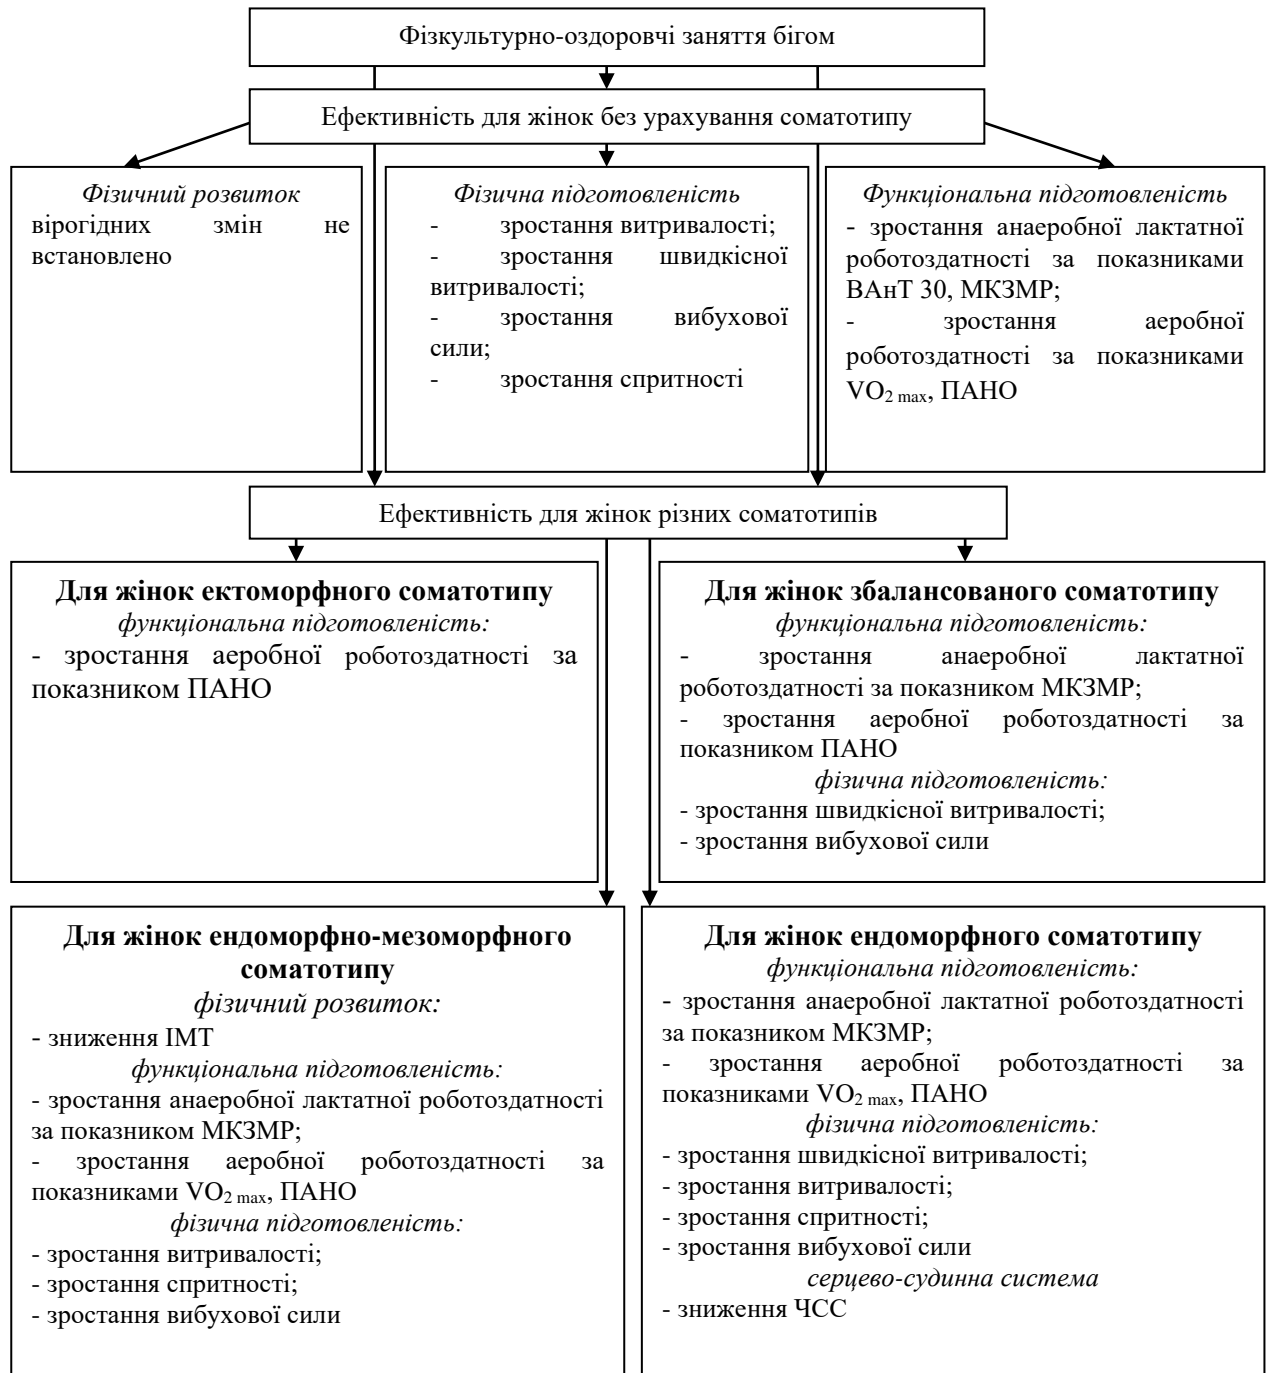 Фізкультурно-оздоровчі заняття бігом
Ефективність для жінок без урахування соматотипу
Фізичний розвиток
вірогідних змін не
встановлено
Фізична підготовленість
- зростання витривалості;
- зростання швидкісної
витривалості;
- зростання вибухової
сили;
- зростання спритності
Функціональна підготовленість
- зростання анаеробної лактатної
роботоздатності за показниками
ВАнТ 30, МКЗМР;
- зростання аеробної
роботоздатності за показниками
VO2 max, ПАНО
Ефективність для жінок різних соматотипів
Для жінок ектоморфного соматотипу
функціональна підготовленість:
- зростання аеробної роботоздатності за
показником ПАНО
Для жінок збалансованого соматотипу
функціональна підготовленість:
- зростання анаеробної лактатної
роботоздатності за показником МКЗМР;
- зростання аеробної роботоздатності за
показником ПАНО
фізична підготовленість:
- зростання швидкісної витривалості;
- зростання вибухової сили
Для жінок ендоморфно-мезоморфного
соматотипу
фізичний розвиток:
- зниження ІМТ
функціональна підготовленість:
- зростання анаеробної лактатної роботоздатності
за показником МКЗМР;
- зростання аеробної роботоздатності за
показниками VO2 max, ПАНО
фізична підготовленість:
- зростання витривалості;
- зростання спритності;
- зростання вибухової сили
Для жінок ендоморфного соматотипу
функціональна підготовленість:
- зростання анаеробної лактатної роботоздатності
за показником МКЗМР;
- зростання аеробної роботоздатності за
показниками VO2 max, ПАНО
фізична підготовленість:
- зростання швидкісної витривалості;
- зростання витривалості;
- зростання спритності;
- зростання вибухової сили
серцево-судинна система
- зниження ЧСС